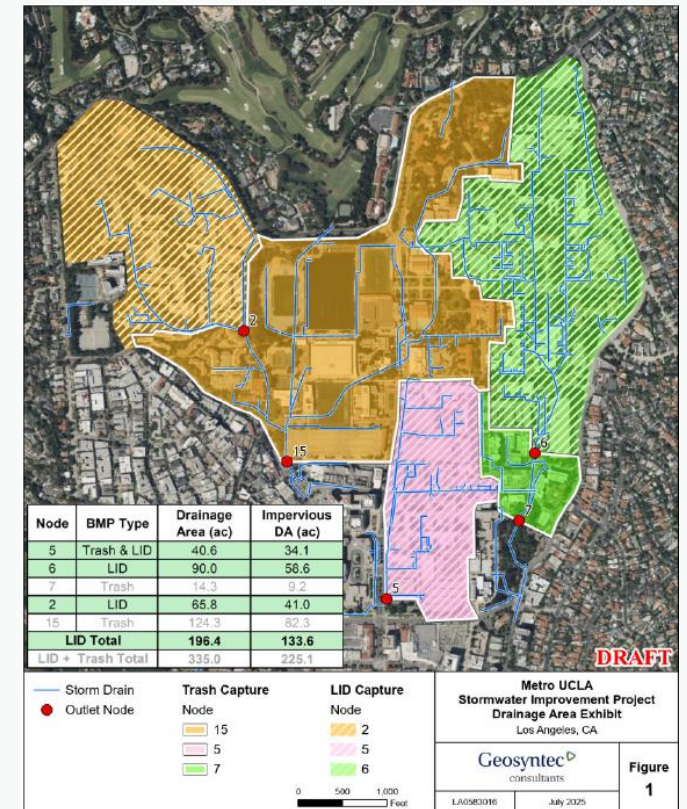 2
15
6
7
5
Node BMP Type Drainage Area (ac) Impervious DA (ac)
5 Trash & LID 40.6 34.1
6 LID 90.0 58.6
7 Trash 14.3 9.2
2 LID 65.8 41.0
15 Trash 124.3 82.3
LID Total 196.4 133.6
LID + Trash Total 335.0 225.1
DRAFT
Storm Drain
Outlet Node
Trash Capture
Node
15
5
7
LID Capture
Node
2
5
6
0 500 1,000
Feet
Metro UCLA
Stormwater Improvement Project
Drainage Area Exhibit
Los Angeles, CA
Geosyntec
consultants
LA0583016 July 2025
Figure
1